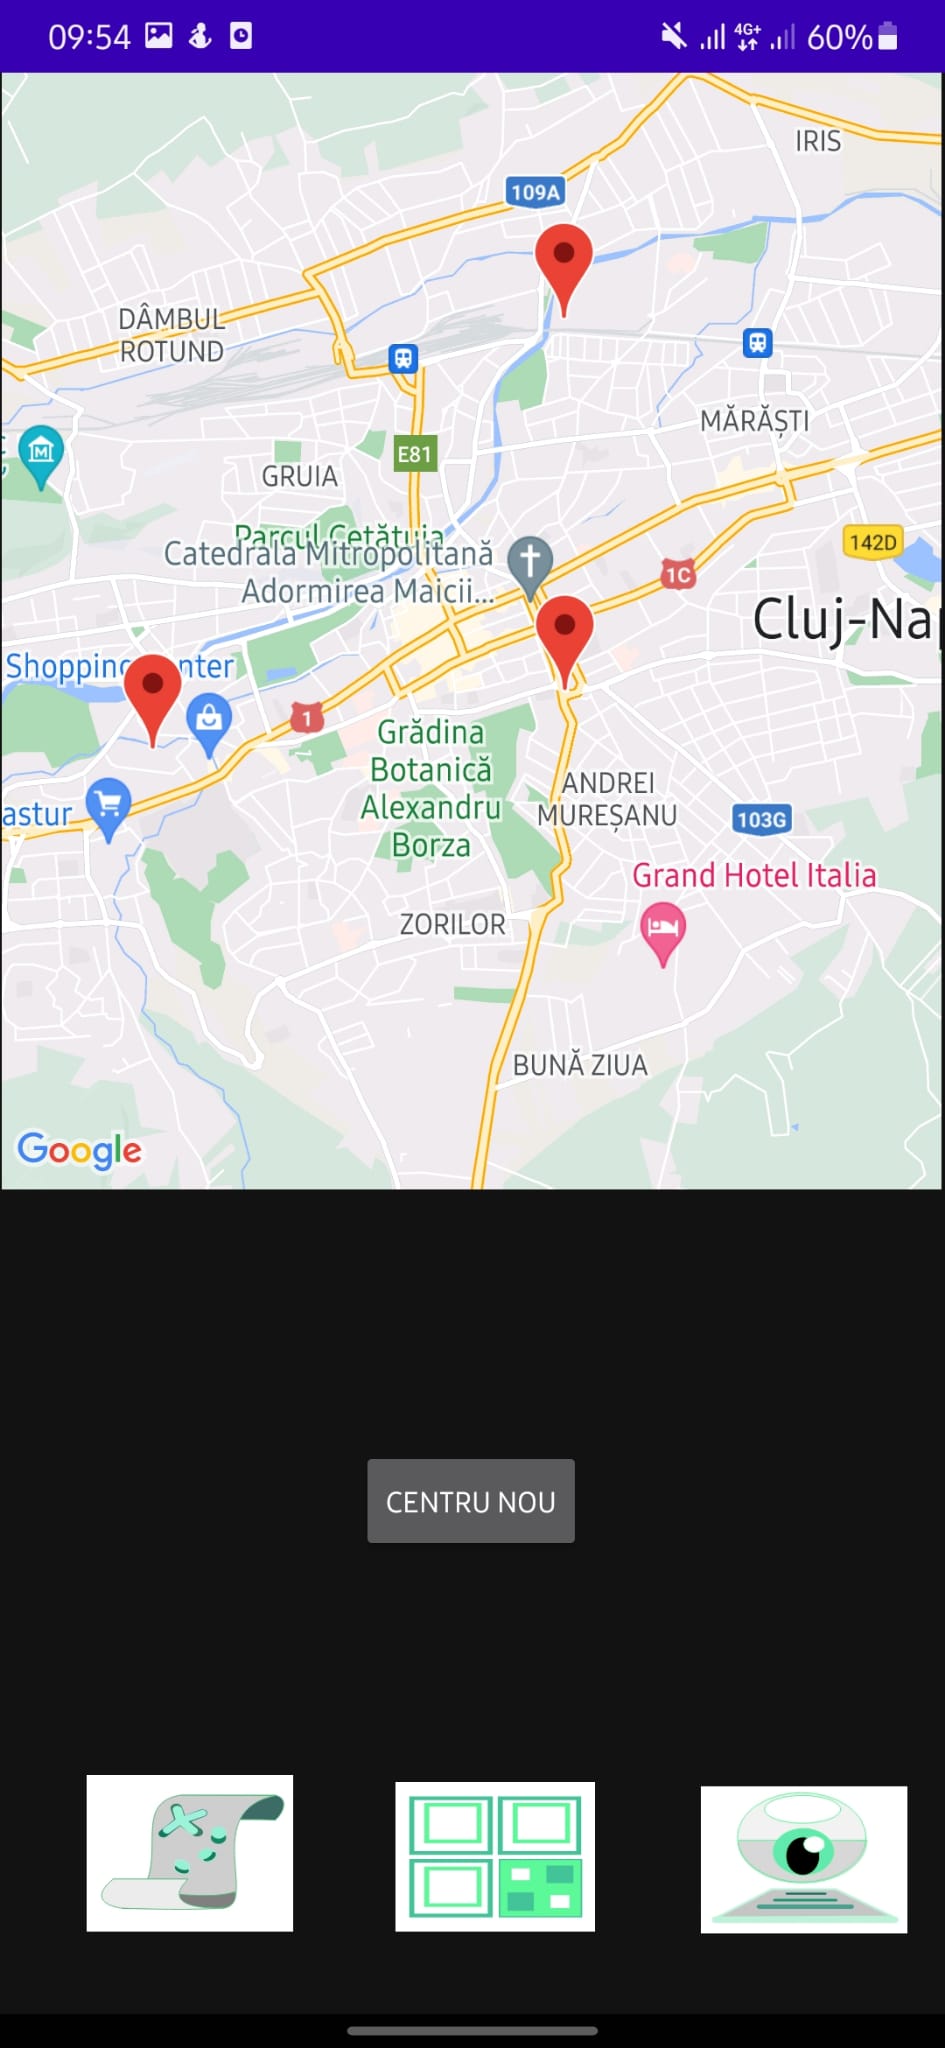 09:54
4G+
60%
IRIS
109A
DÂMBUL
ROTUND
MĂRĂȘTI
E81
GRUIA
Parcul Cetățuia
Catedrala Mitropolitană
Adormirea Maicii...
142D
1C
Cluj-Na
Shopping
nter
1
Grădina
Botanică
Alexandru
Borza
ANDREI
MUREȘANU
astur
103G
Grand Hotel Italia
ZORILOR
BUNĂ ZIUA
Google
CENTRU NOU